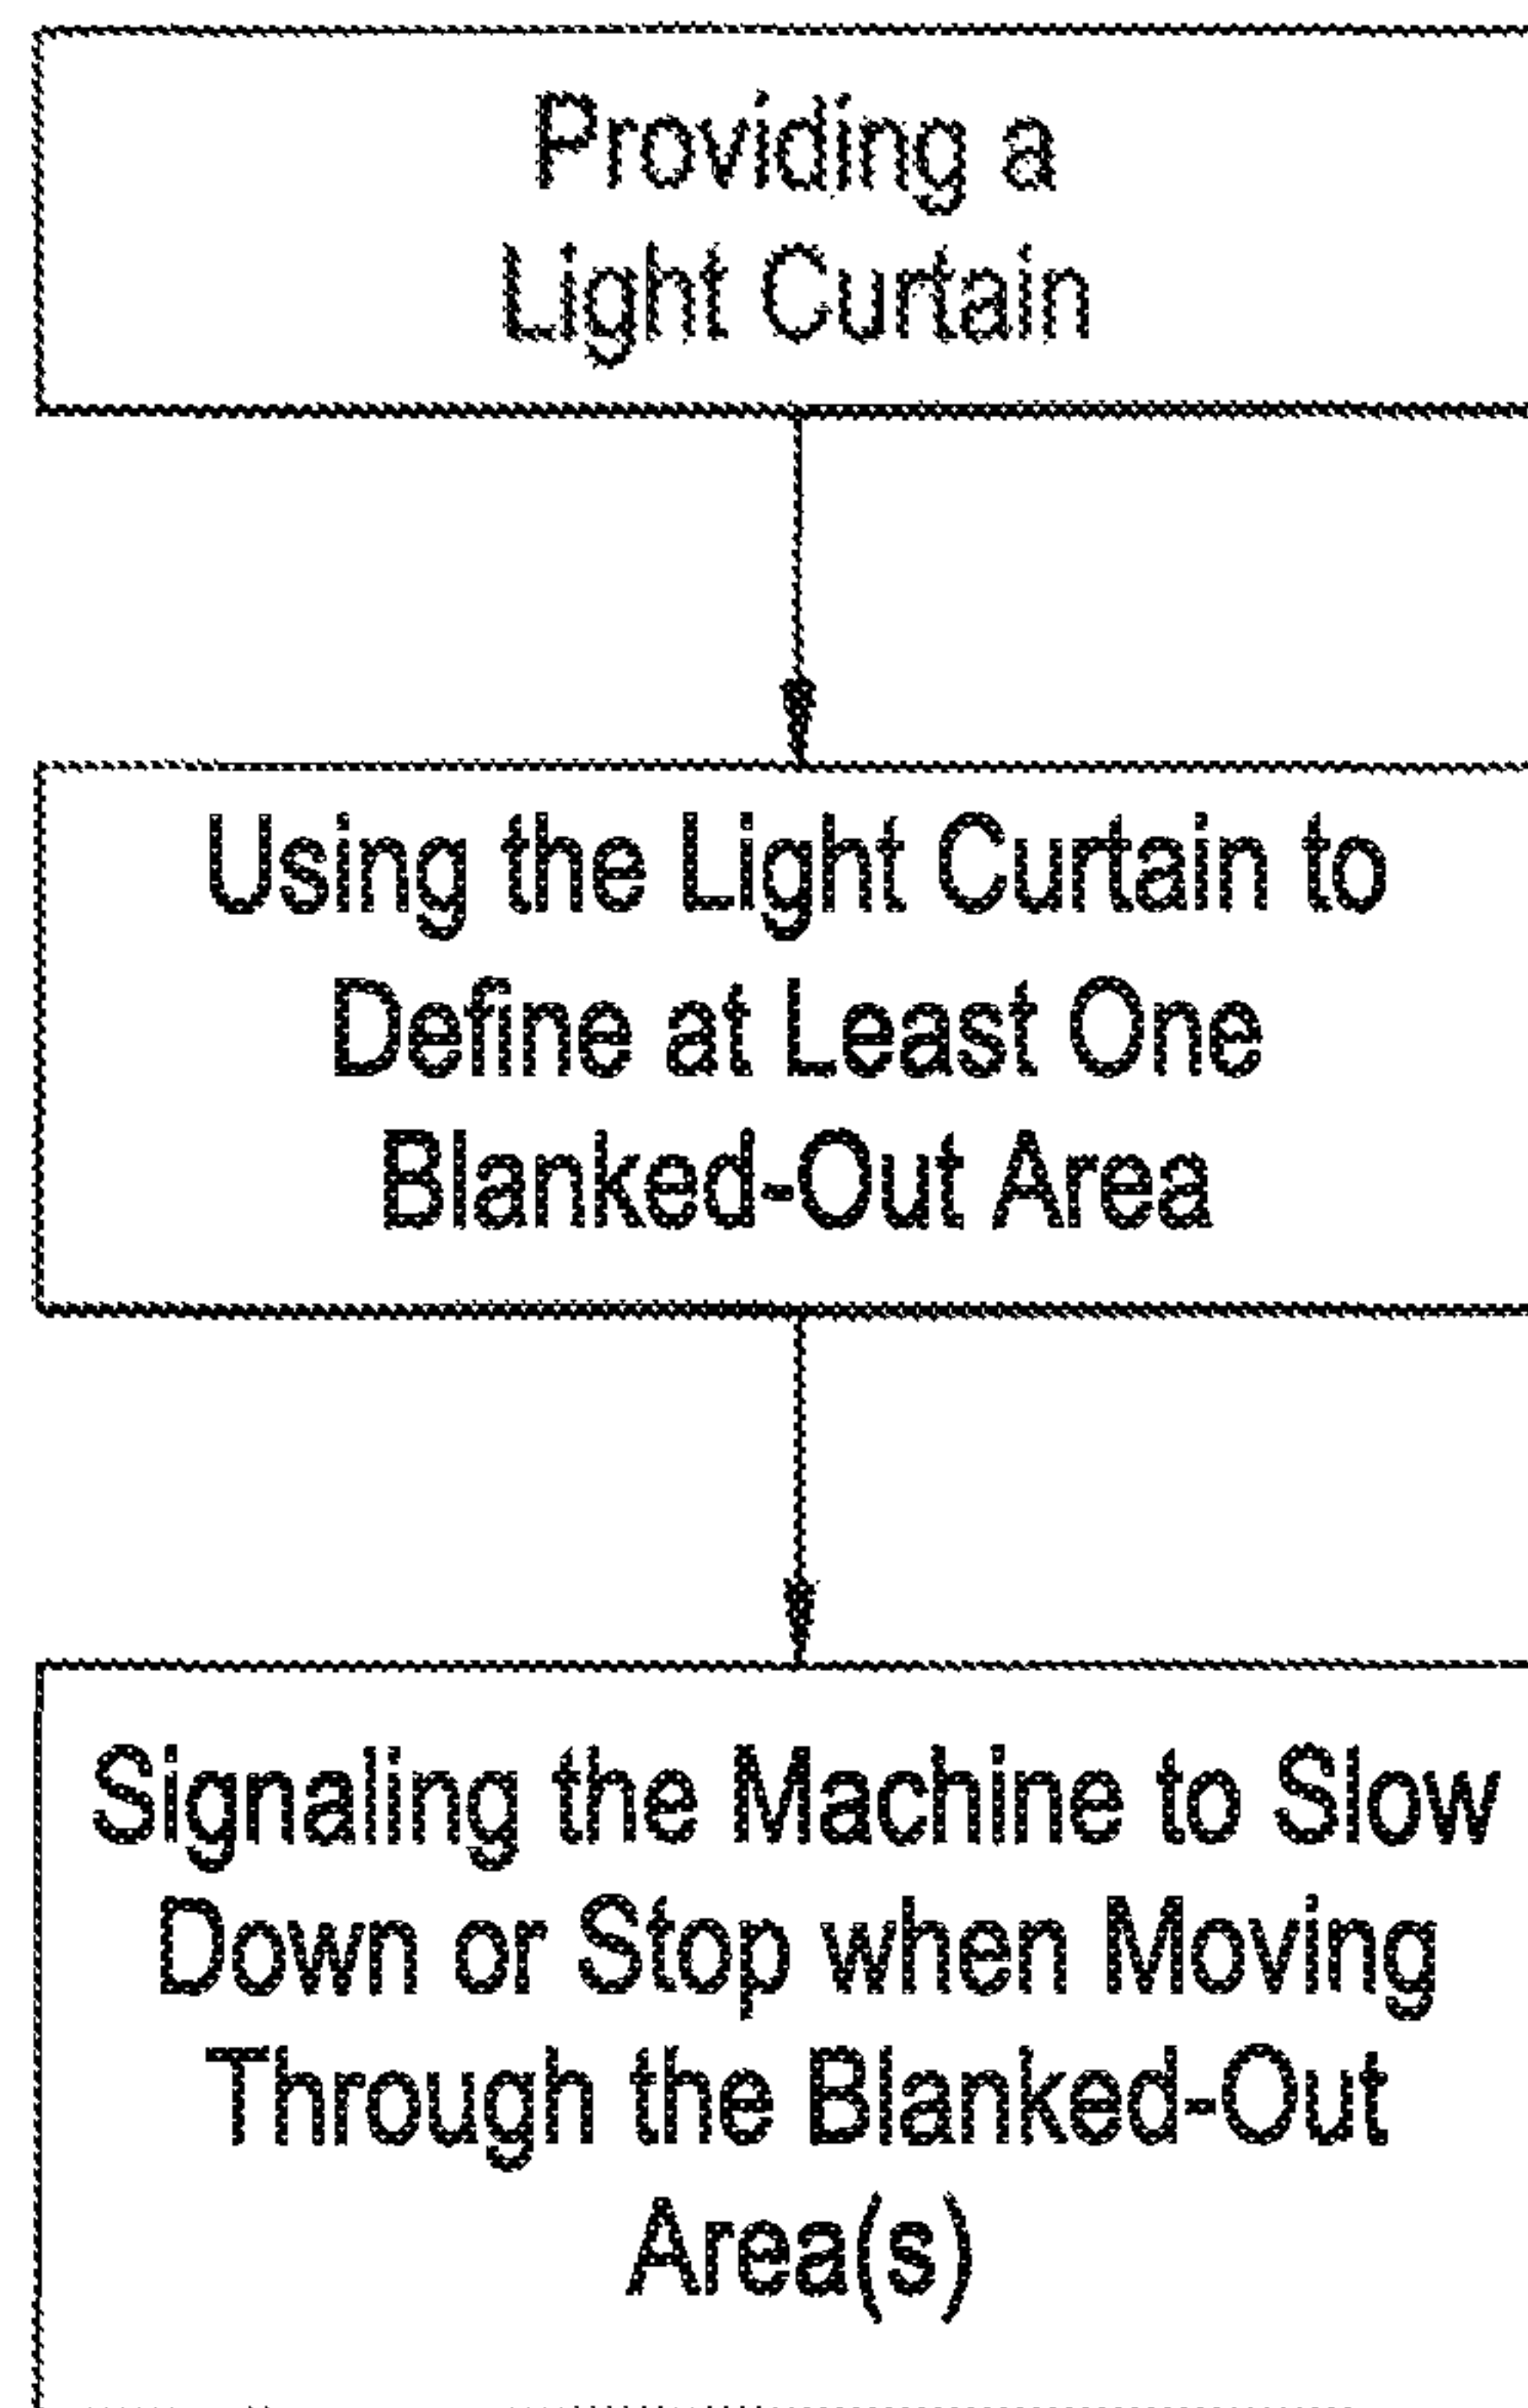 Providing a
Light Curtain
Using the Light Curtain to
Define at Least One
Blanked-Out Area
Signaling the Machine to Slow
Down or Stop when Moving
Through the Blanked-Out
Area(s)